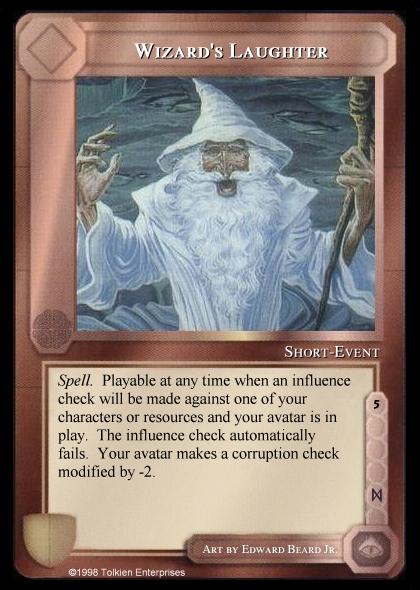 WIZARD'S LAUGHTER
SHORT-EVENT
Spell. Playable at any time when an influence
check will be made against one of your
characters or resources and your avatar is in
play. The influence check automatically
fails. Your avatar makes a corruption check
modified by -2.
5
ART BY EDWARD BEARD JR.
©1998 Tolkien Enterprises